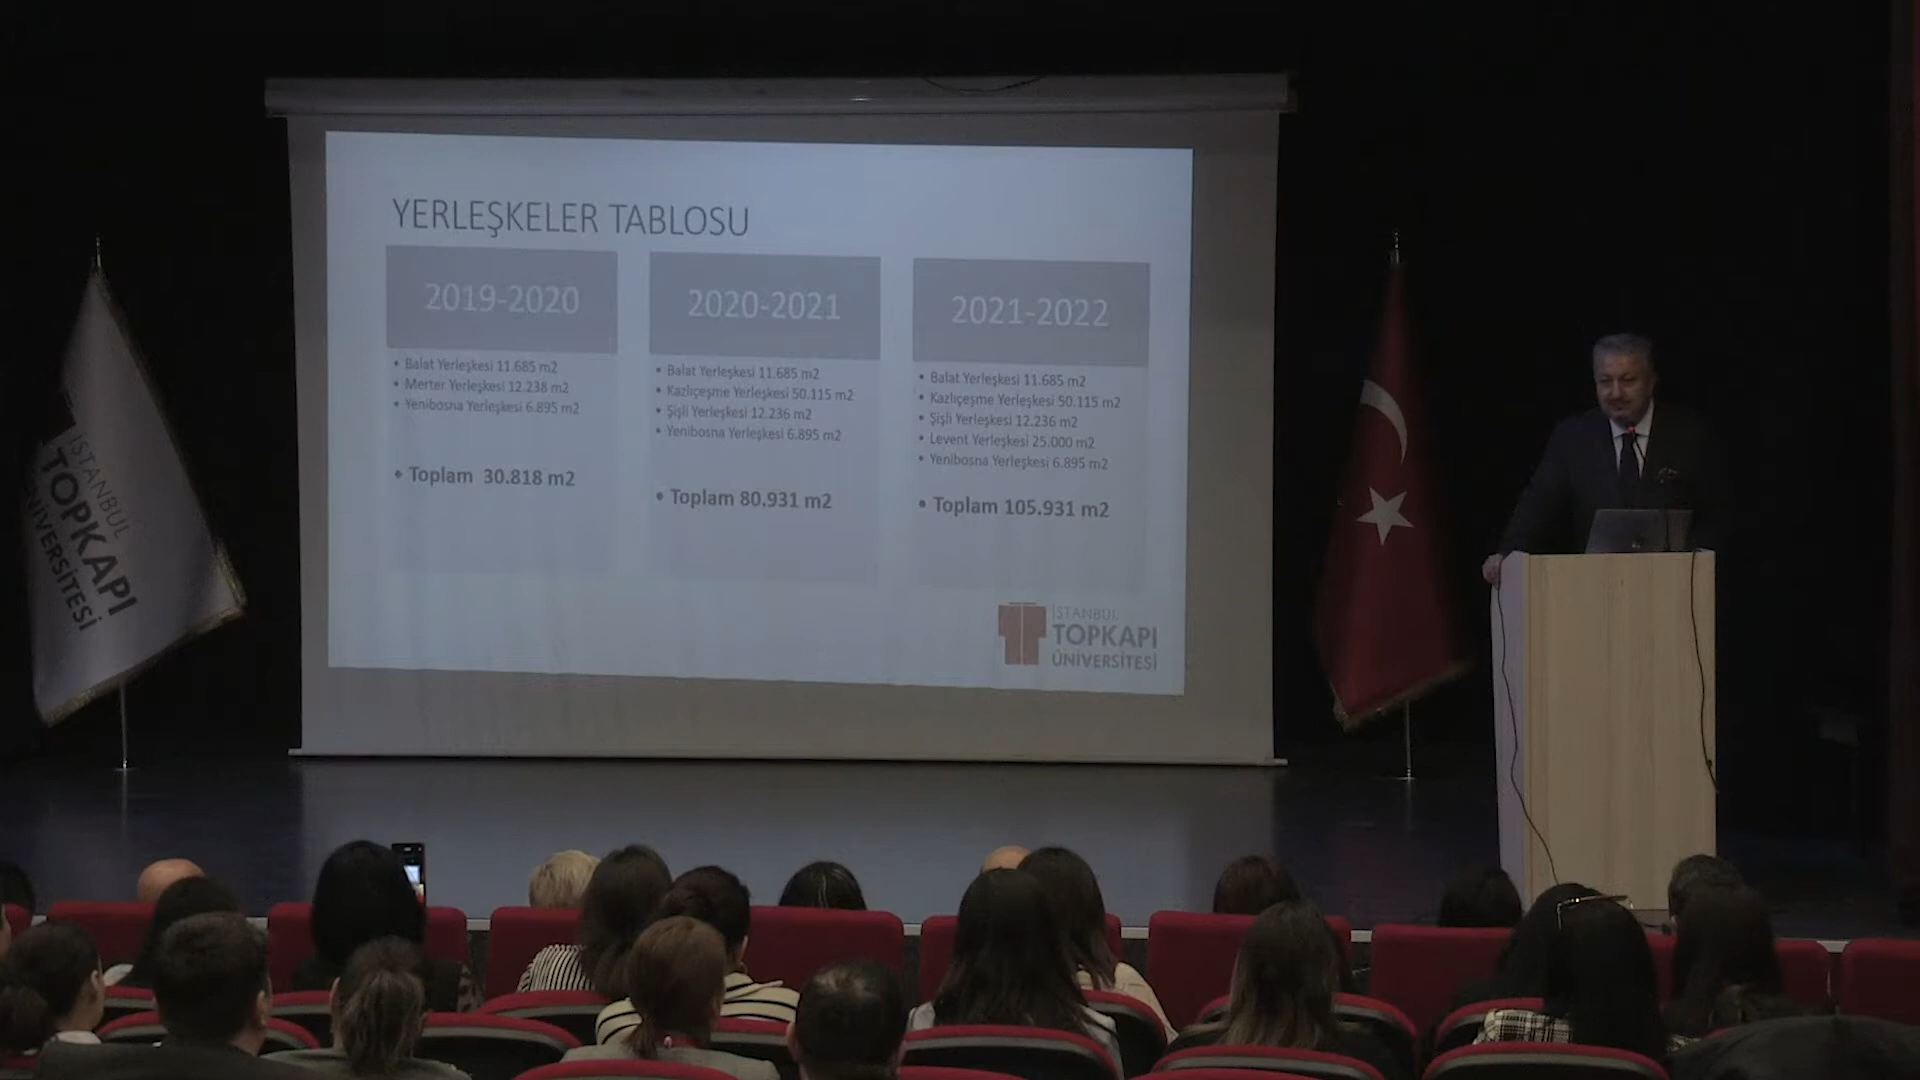 YERLEŞKELER TABLOSU
2019-2020
• Balat Yerleşkesi 11.685 m2
• Merter Yerleşkesi 12.238 m2
• Yenibosna Yerleşkesi 6.895 m2
• Toplam 30.818 m2
2020-2021
• Balat Yerleşkesi 11.685 m2
• Kazlıçeşme Yerleşkesi 50.115 m2
• Şişli Yerleşkesi 12.236 m2
• Yenibosna Yerleşkesi 6.895 m2
• Toplam 80.931 m2
2021-2022
• Balat Yerleşkesi 11.685 m2
• Kazlıçeşme Yerleşkesi 50.115 m2
• Şişli Yerleşkesi 12.236 m2
• Levent Yerleşkesi 25.000 m2
• Yenibosna Yerleşkesi 6.895 m2
• Toplam 105.931 m2
İSTANBUL
TOPKAPI
ÜNİVERSİTESİ
İSTANBUL
TOPKAPI
ÜNİVERSİTESİ